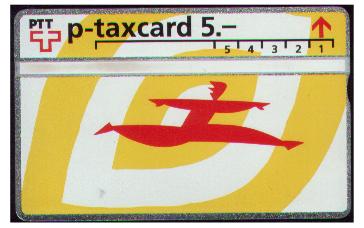 PTT p-taxcard 5.–
5 4 3 2 1